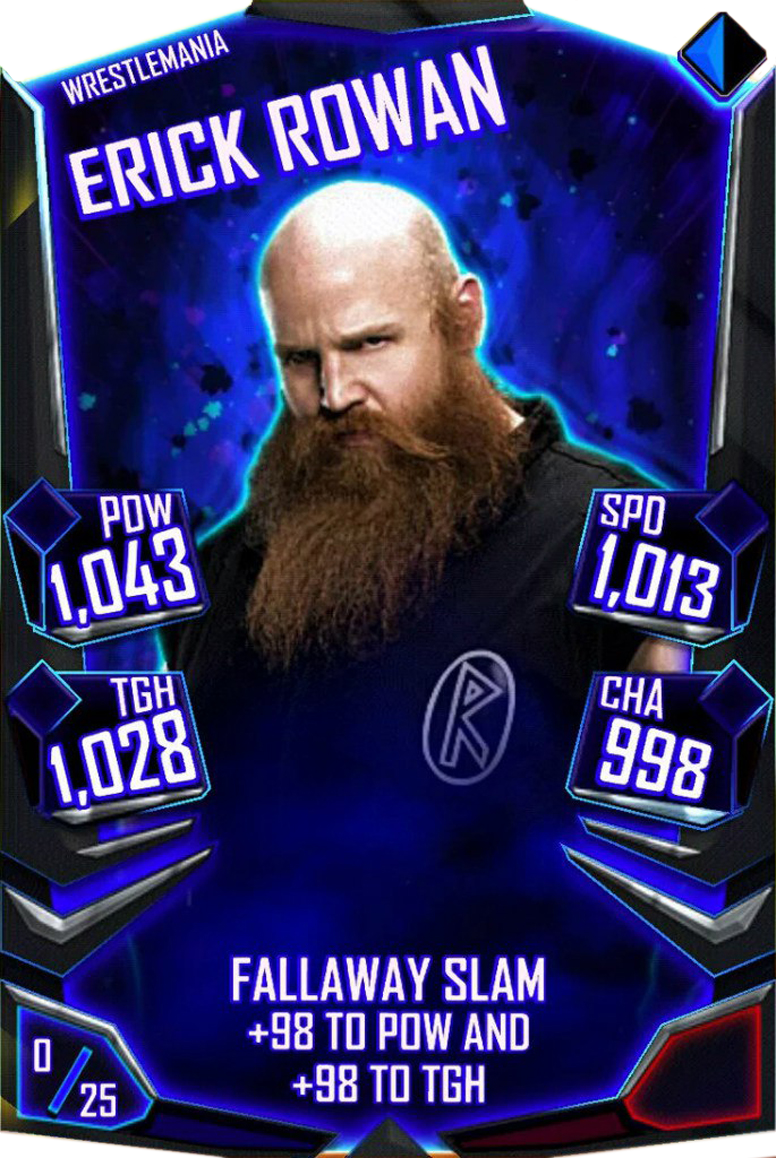 WRESTLEMANIA
ERICK ROWAN
POW
1,043
SPD
1,013
TGH
1,028
CHA
998
R
FALLAWAY SLAM
+98 TO POW AND
+98 TO TGH
0/25